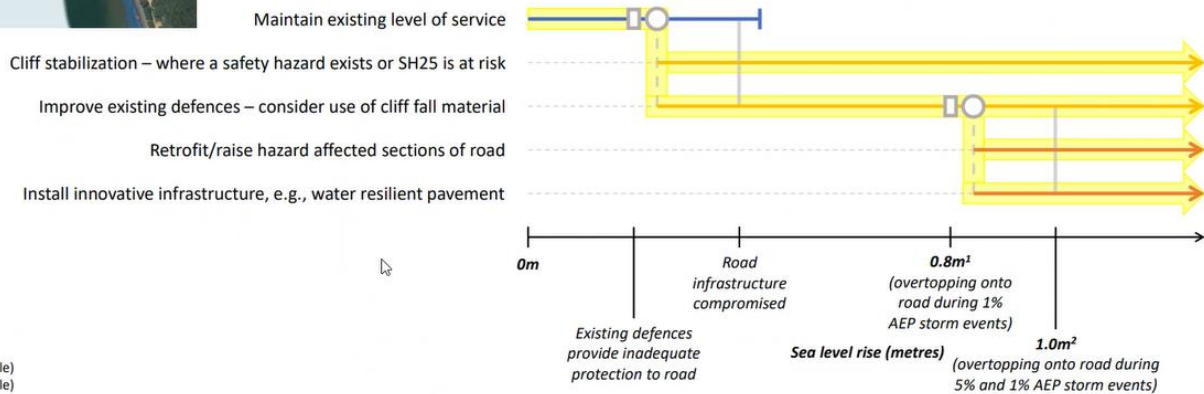 Maintain existing level of service
Cliff stabilization – where a safety hazard exists or SH25 is at risk
Improve existing defences – consider use of cliff fall material
Retrofit/raise hazard affected sections of road
Install innovative infrastructure, e.g., water resilient pavement
0m
Road
infrastructure
compromised
0.8m¹
(overtopping onto
road during 1%
AEP storm events)
Existing defences
provide inadequate
protection to road
Sea level rise (metres)
1.0m²
(overtopping onto road during
5% and 1% AEP storm events)
le)
le)